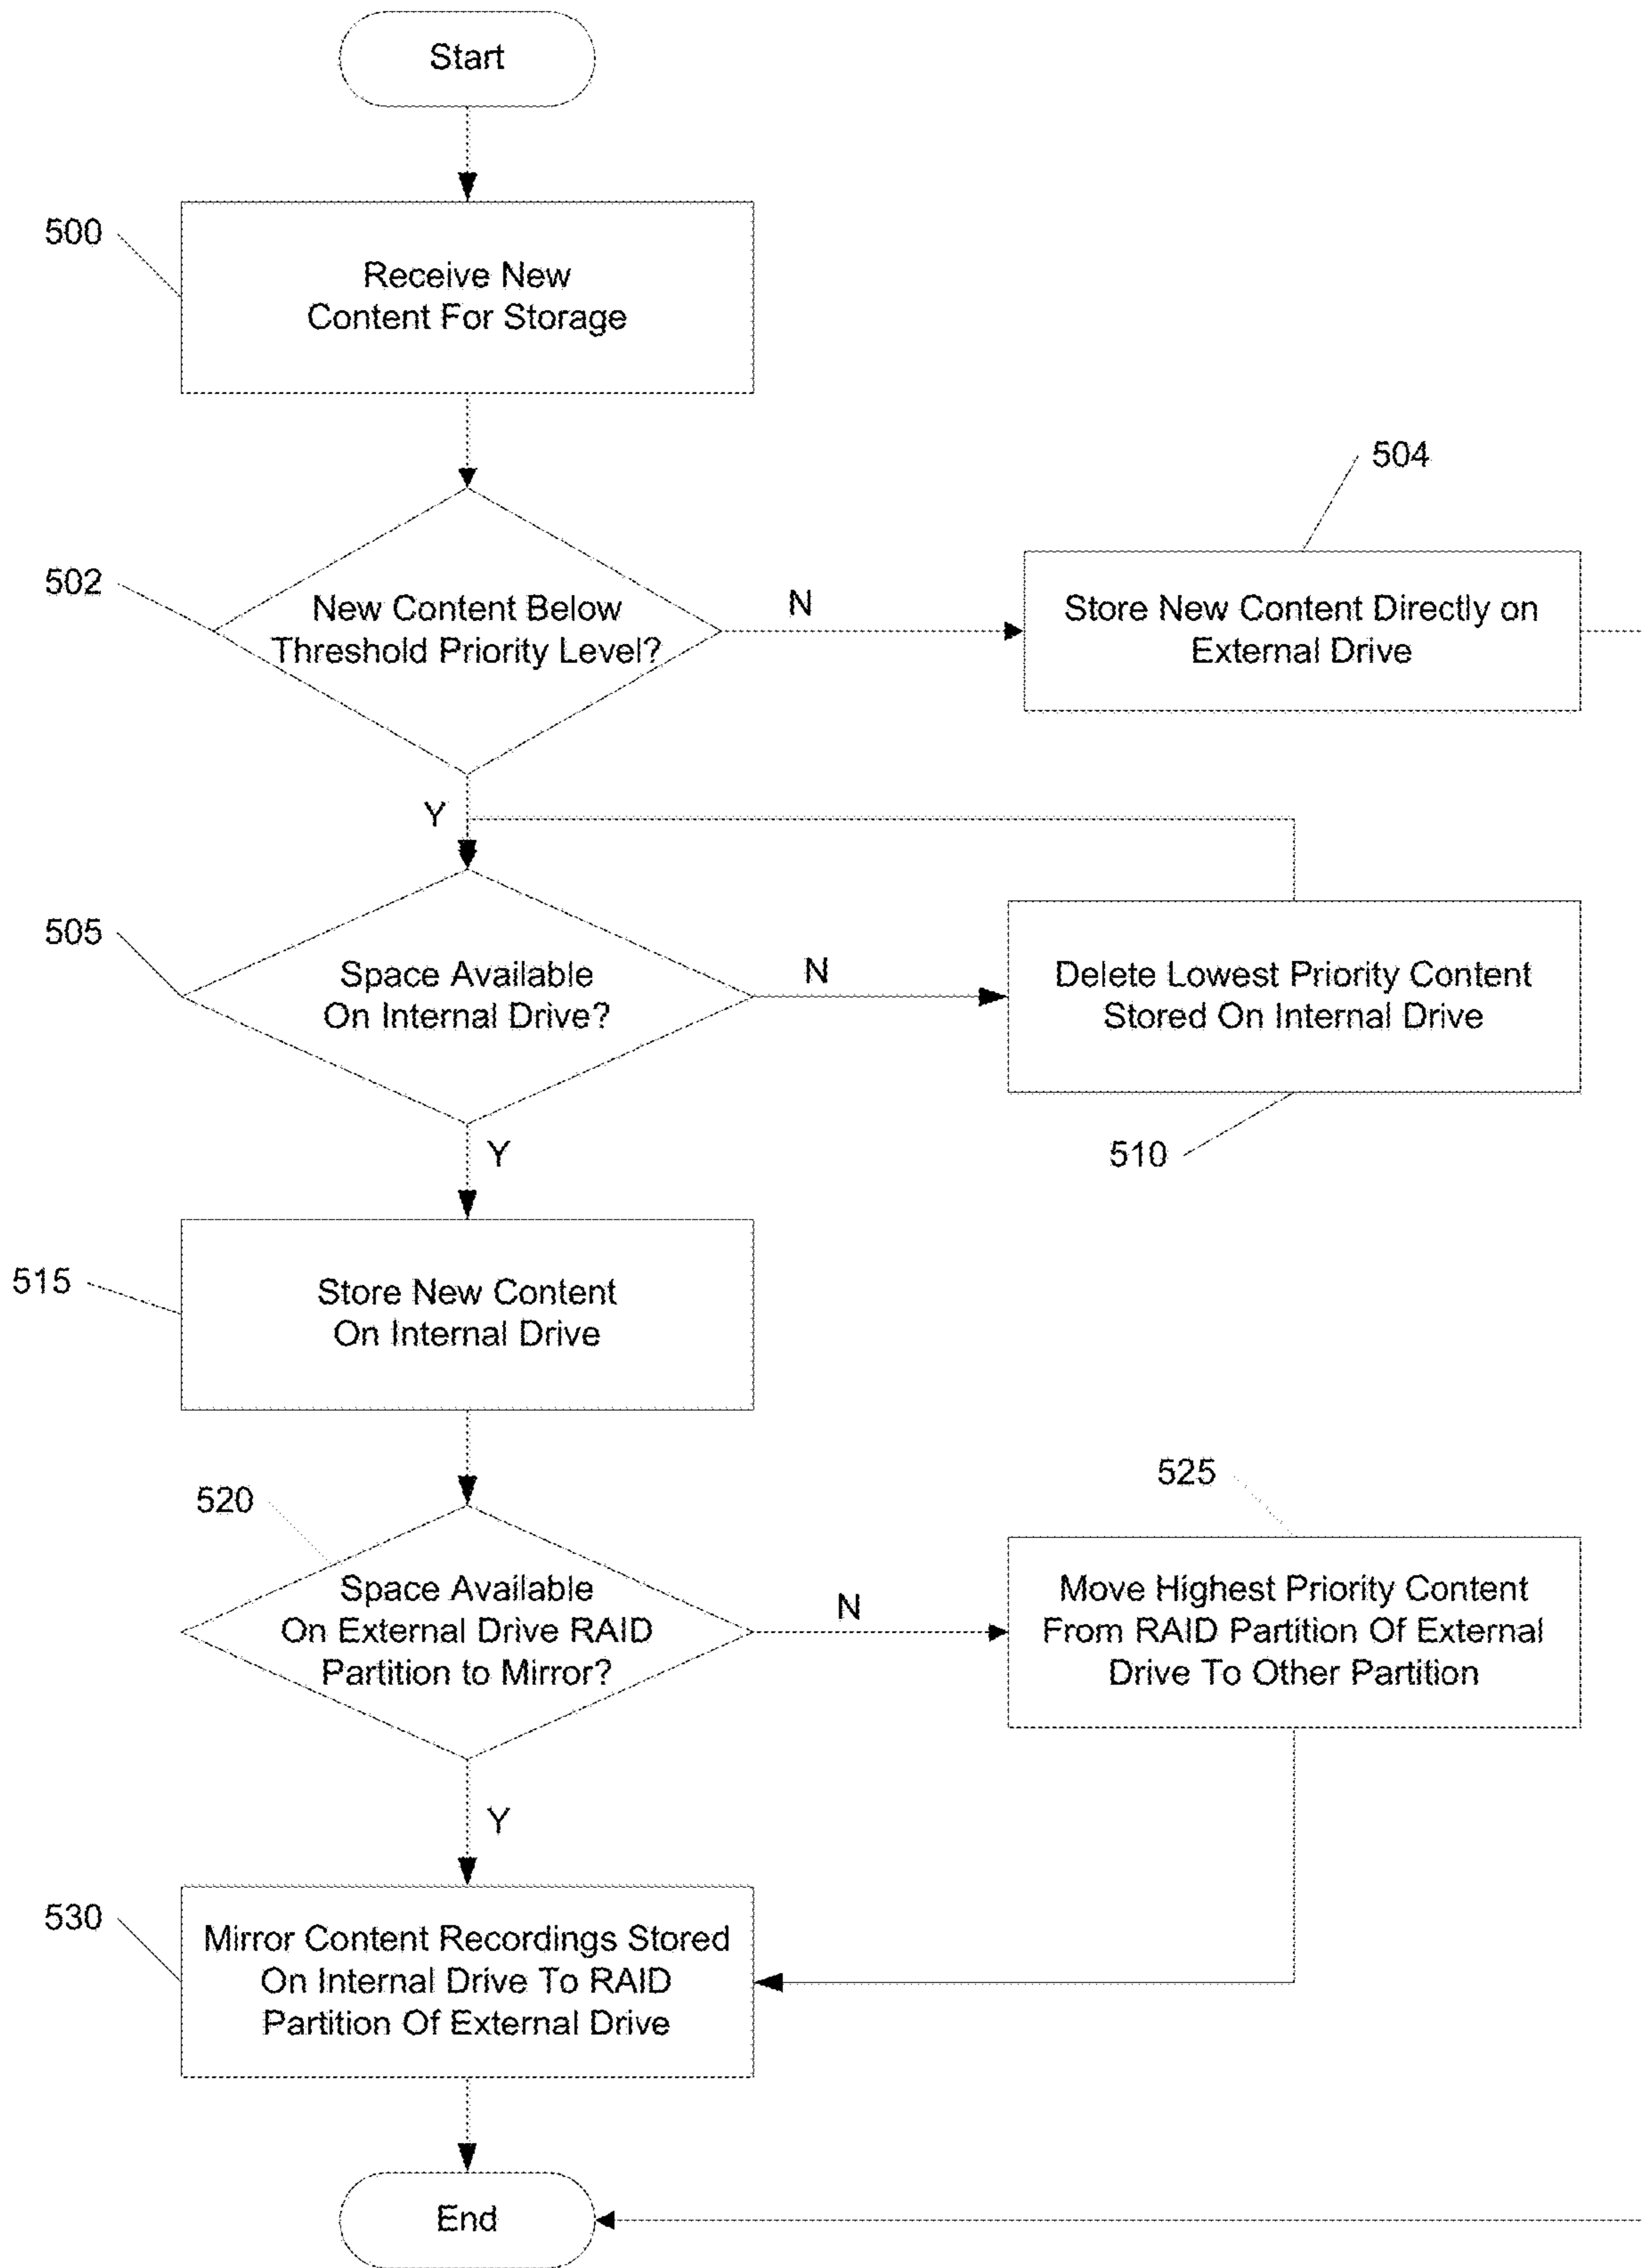 Start
500
Receive New
Content For Storage
504
502
New Content Below
Threshold Priority Level?
N
Store New Content Directly on
External Drive
Y
505
Space Available
On Internal Drive?
N
Delete Lowest Priority Content
Stored On Internal Drive
510
Y
515
Store New Content
On Internal Drive
520
525
Space Available
On External Drive RAID
Partition to Mirror?
N
Move Highest Priority Content
From RAID Partition Of External
Drive To Other Partition
Y
530
Mirror Content Recordings Stored
On Internal Drive To RAID
Partition Of External Drive
End